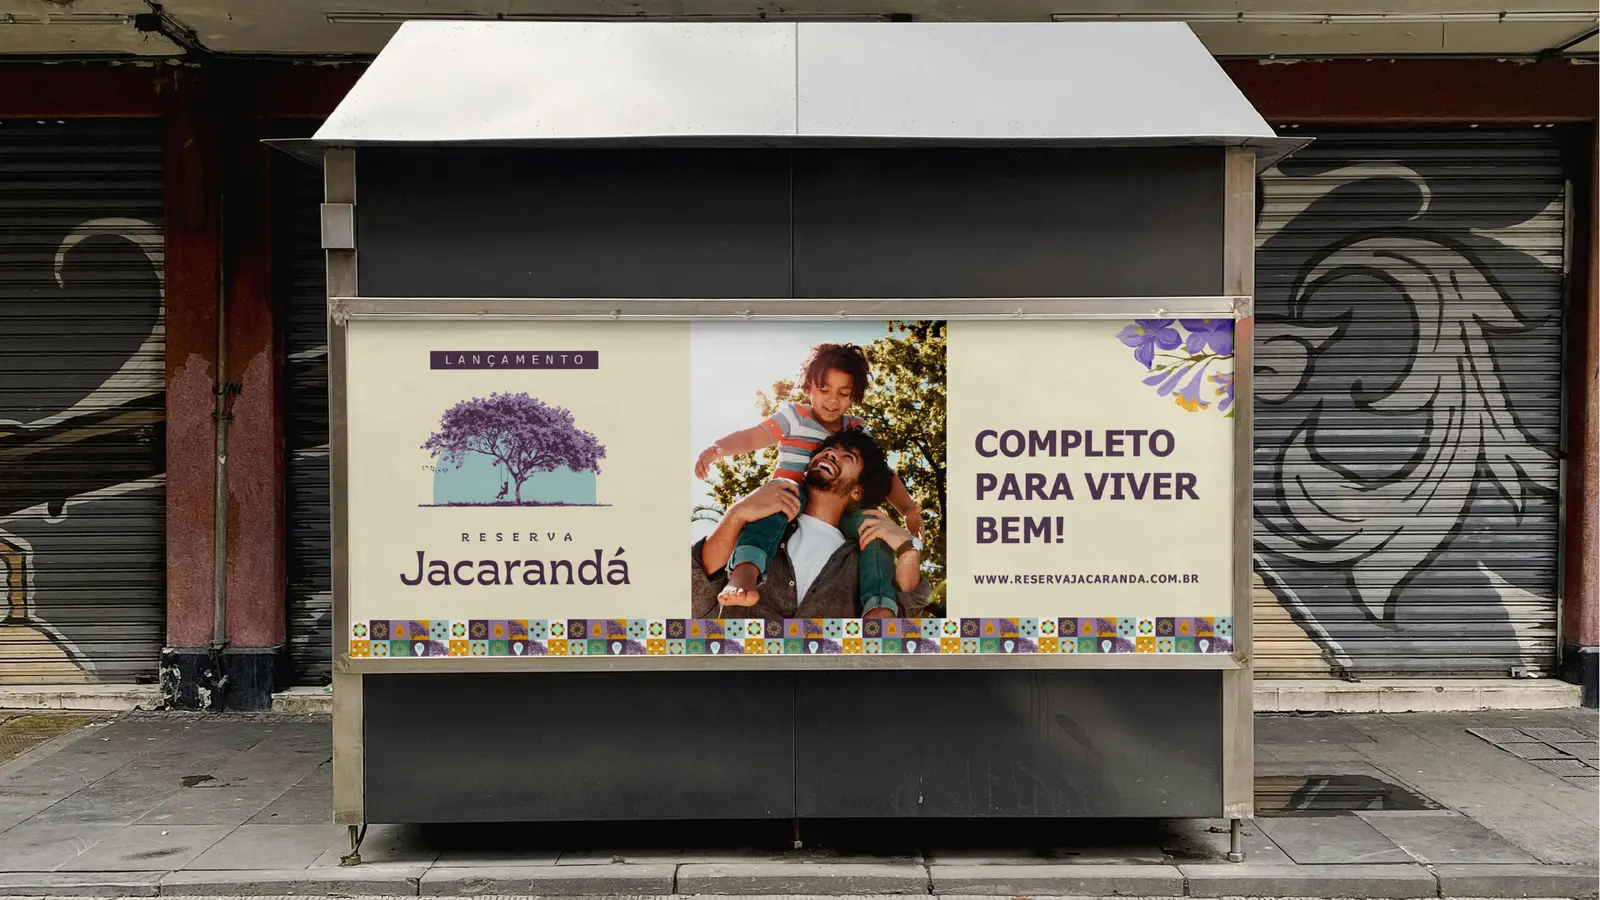 LANÇAMENTO
RESERVA
Jacarandá
COMPLETO
PARA VIVER
BEM!
WWW.RESERVAJACARANDA.COM.BR